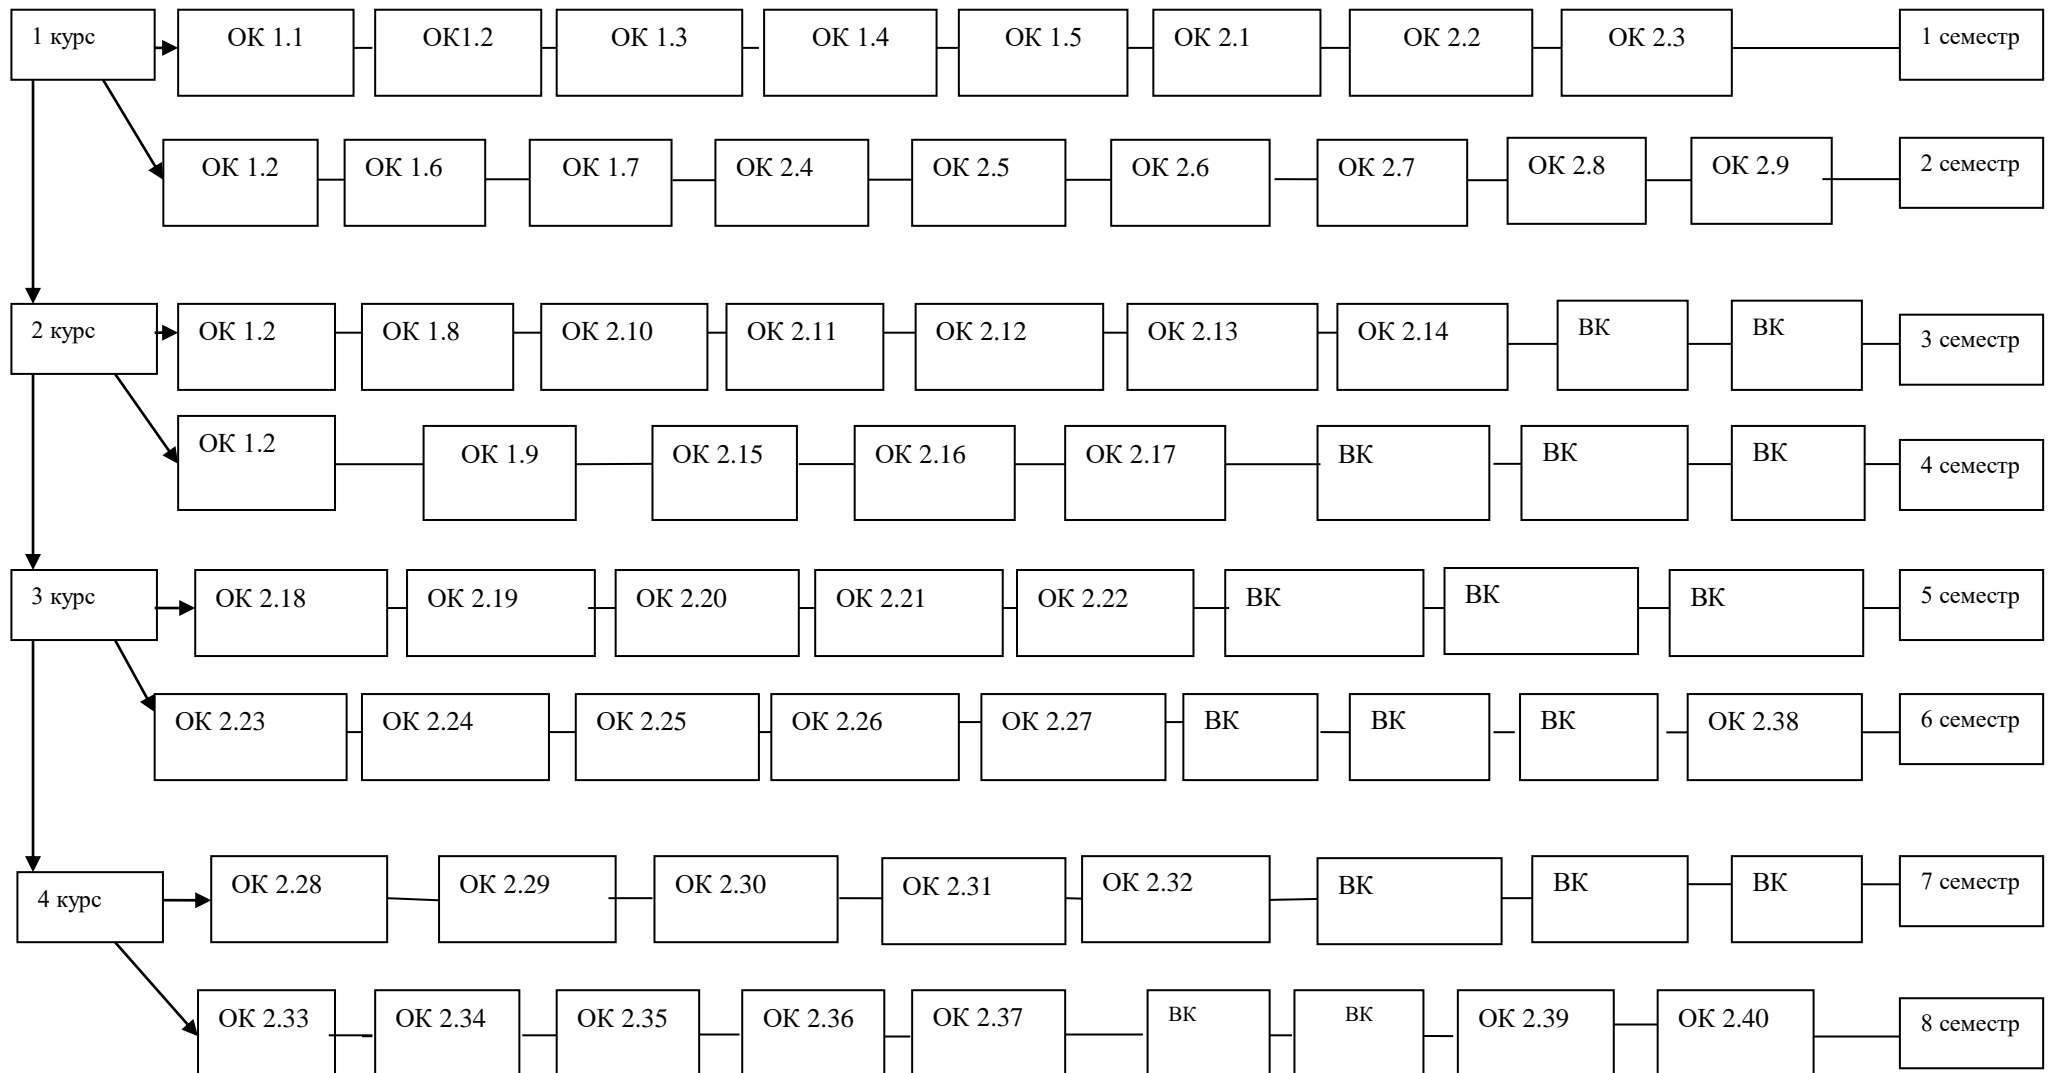 1 курс ОК 1.1 ОК1.2 ОК 1.3 ОК 1.4 ОК 1.5 ОК 2.1 ОК 2.2 ОК 2.3 1 семестр
ОК 1.2 ОК 1.6 ОК 1.7 ОК 2.4 ОК 2.5 ОК 2.6 ОК 2.7 ОК 2.8 ОК 2.9 2 семестр
2 курс ОК 1.2 ОК 1.8 ОК 2.10 ОК 2.11 ОК 2.12 ОК 2.13 ОК 2.14 ВК ВК 3 семестр
ОК 1.2 ОК 1.9 ОК 2.15 ОК 2.16 ОК 2.17 ВК ВК ВК 4 семестр
3 курс ОК 2.18 ОК 2.19 ОК 2.20 ОК 2.21 ОК 2.22 ВК ВК ВК 5 семестр
ОК 2.23 ОК 2.24 ОК 2.25 ОК 2.26 ОК 2.27 ВК ВК ВК ОК 2.38 6 семестр
4 курс ОК 2.28 ОК 2.29 ОК 2.30 ОК 2.31 ОК 2.32 ВК ВК ВК 7 семестр
ОК 2.33 ОК 2.34 ОК 2.35 ОК 2.36 ОК 2.37 ВК ВК ОК 2.39 ОК 2.40 8 семестр